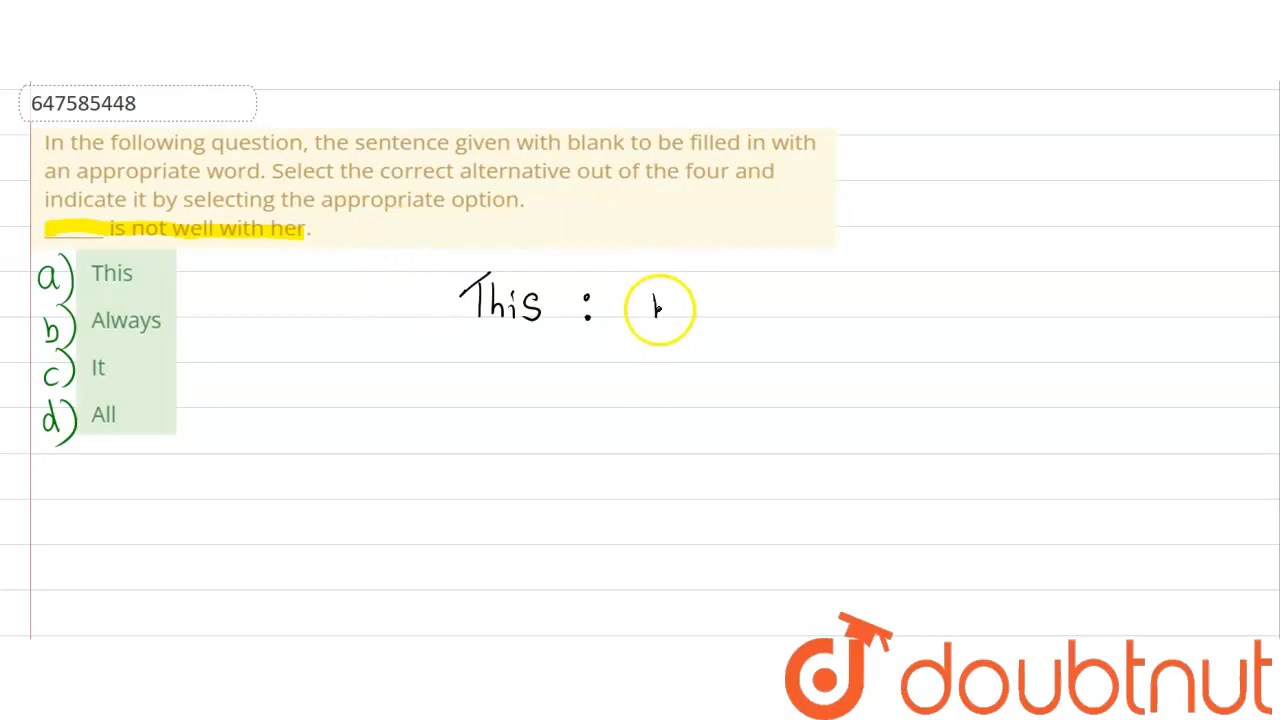 647585448
In the following question, the sentence given with blank to be filled in with
an appropriate word. Select the correct alternative out of the four and
indicate it by selecting the appropriate option.
_____ is not well with her.
a) This
b) Always
c) It
d) All
This :
doubtnut